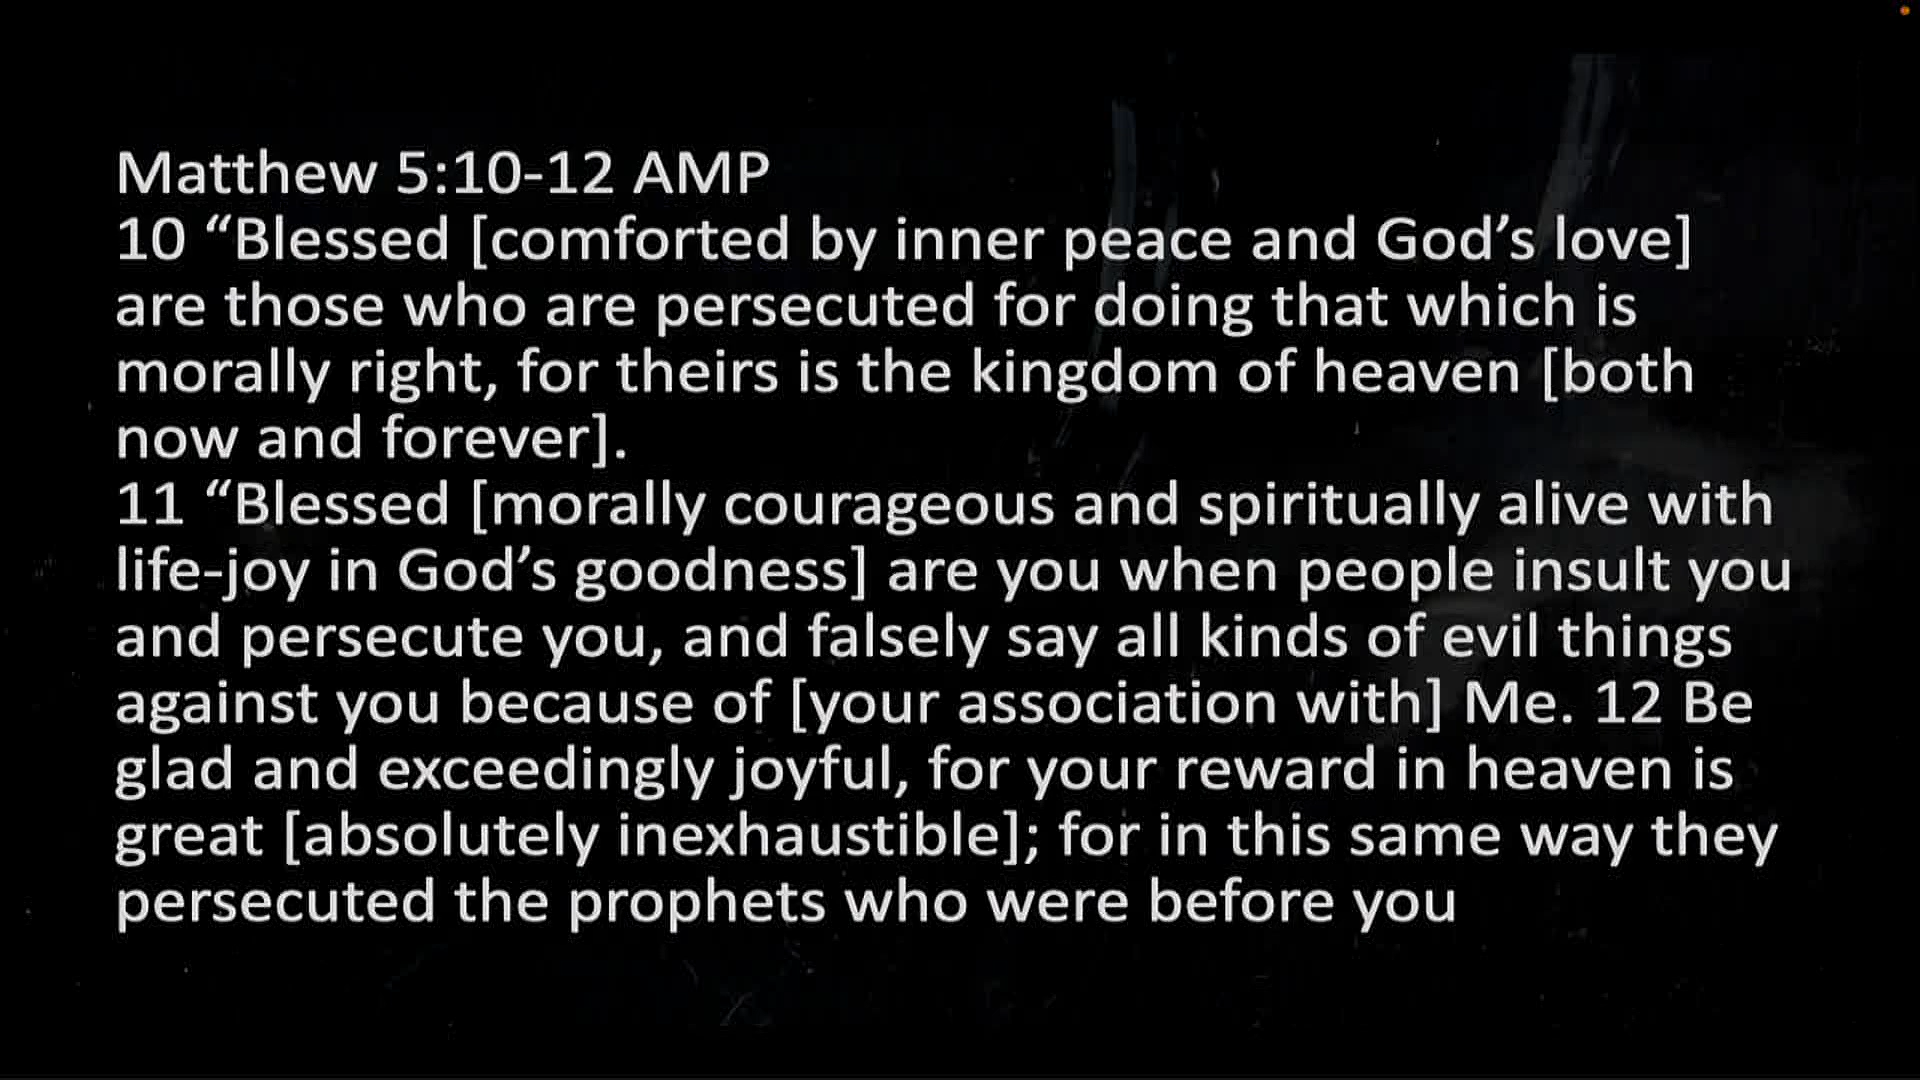 Matthew 5:10-12 AMP
10 “Blessed [comforted by inner peace and God’s love]
are those who are persecuted for doing that which is
morally right, for theirs is the kingdom of heaven [both
now and forever].
11 “Blessed [morally courageous and spiritually alive with
life-joy in God’s goodness] are you when people insult you
and persecute you, and falsely say all kinds of evil things
against you because of [your association with] Me. 12 Be
glad and exceedingly joyful, for your reward in heaven is
great [absolutely inexhaustible]; for in this same way they
persecuted the prophets who were before you